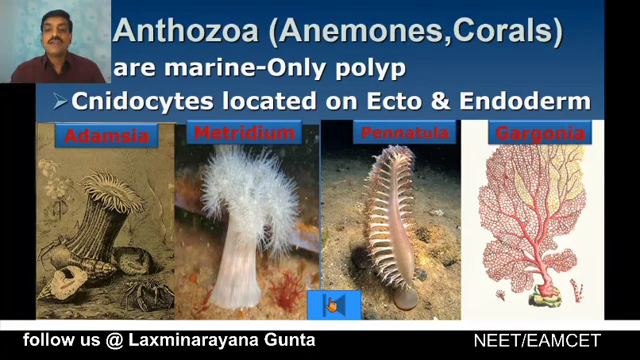 Anthozoa (Anemones,Corals)
are marine-Only polyp
Cnidocytes located on Ecto & Endoderm
Adamsia
Metridium
Pennatula
Gargonia
follow us @ Laxminarayana Gunta
NEET/EAMCET